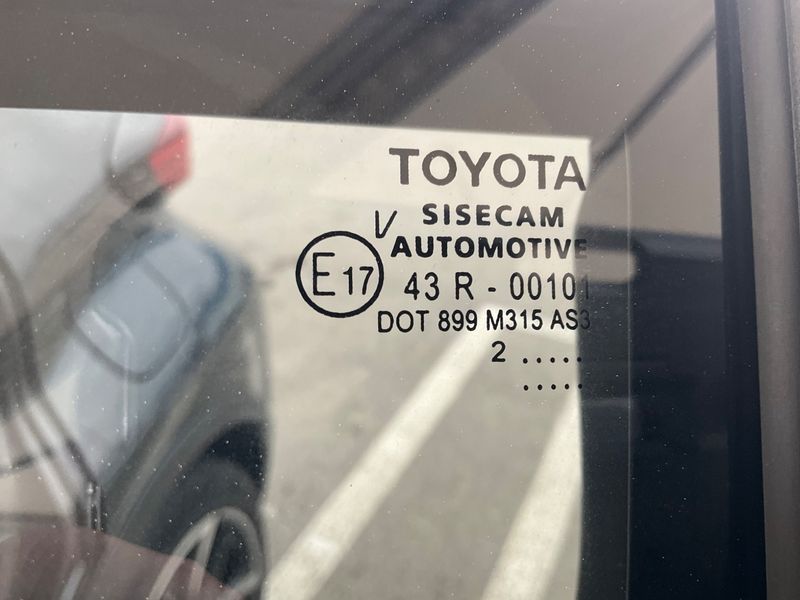 TOYOTA
SISECAM
V
AUTOMOTIVE
E17
43 R - 00101
DOT 899 M315 AS3
2 .....
.....